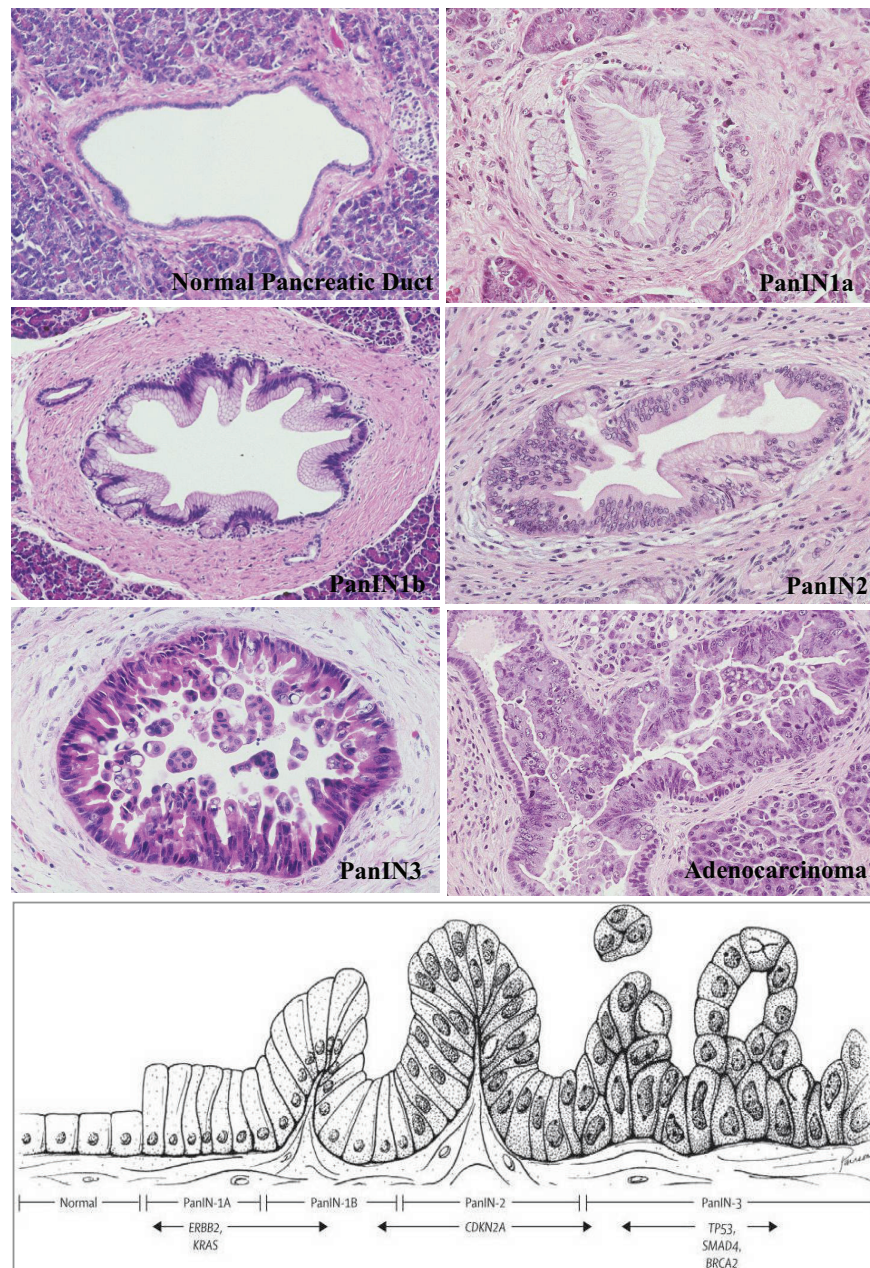 Normal Pancreatic Duct
PanIN1a
PanIN1b
PanIN2
PanIN3
Adenocarcinoma
Normal
PanIN-1A
PanIN-1B
PanIN-2
PanIN-3
ERBB2,
KRAS
CDKN2A
TP53,
SMAD4,
BRCA2